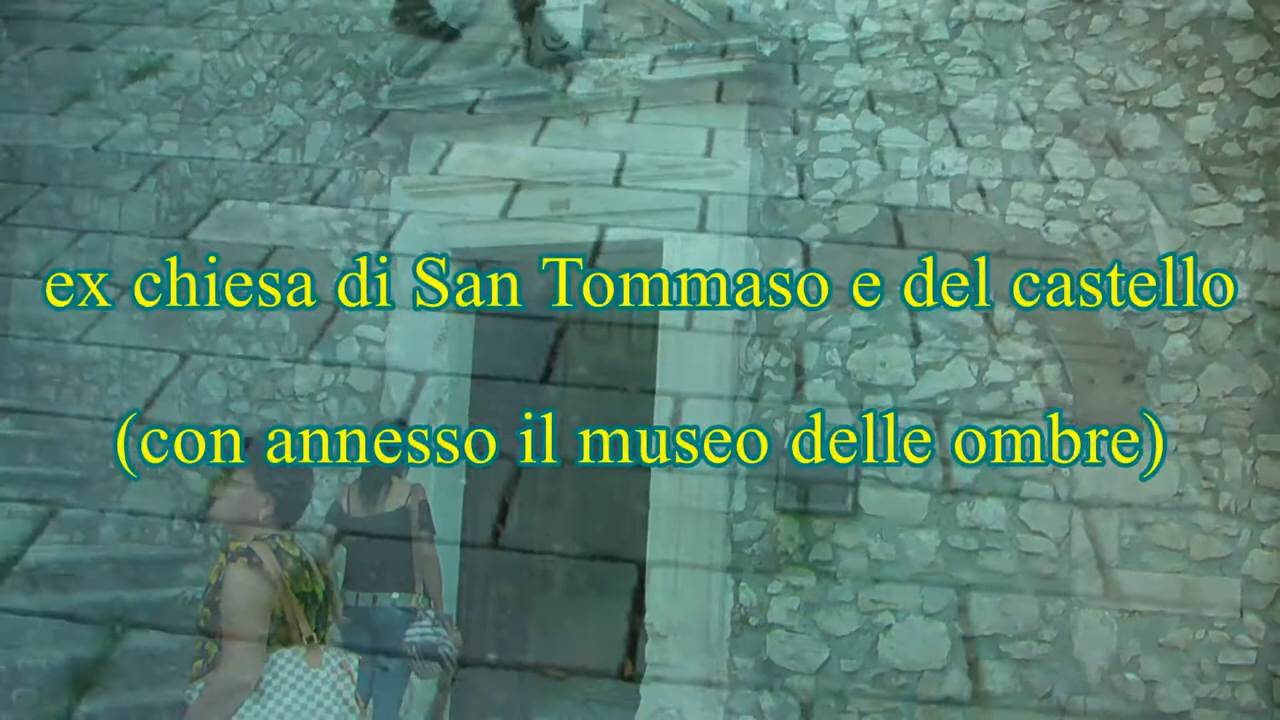 ex chiesa di San Tommaso e del castello
(con annesso il museo delle ombre)